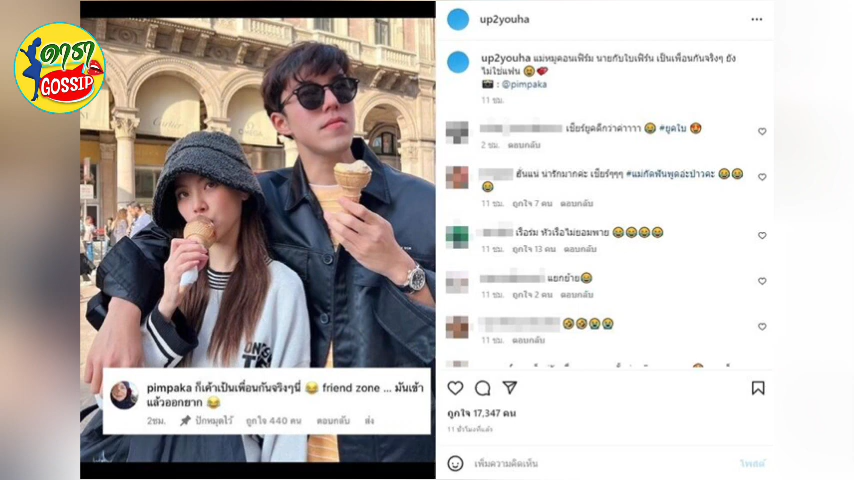 ดารา
GOSSIP
Cartier
pimpaka ก็เค้าเป็นเพื่อนกันจริงๆนี่ 😂 friend zone ... มันเข้า
แล้วออกยาก 😂
2ชม. ปักหมุดไว้ ถูกใจ 440 คน ตอบกลับ ส่ง
up2youha
up2youha แม่หมูคอนเฟิร์ม นายกับใบเฟิร์น เป็นเพื่อนกันจริงๆ ยัง
ไม่ใช่แฟน
: @pimpaka
11 ชม.
เชียร์ยูคดีกว่าค่าาาา 😂 #ยูคใบ
2 ชม. ตอบกลับ
ฮั่นแน่ น่ารักมากค่ะ เชียร์ๆๆๆ #แม่กัดฟันพูดอ่ะป่าวคะ 😂😂
😂
11 ชม. ถูกใจ 7 คน ตอบกลับ
เรือร่ม หัวเรือไม่ยอมพาย 😂😂😂😂
11 ชม. ถูกใจ 13 คน ตอบกลับ
แยกย้าย😂
11 ชม. ถูกใจ 2 คน ตอบกลับ
🤣🤣😭😭
11 ชม. ตอบกลับ
ถูกใจ 17,347 คน
11 ชั่วโมงที่แล้ว
เพิ่มความคิดเห็น
โพสต์